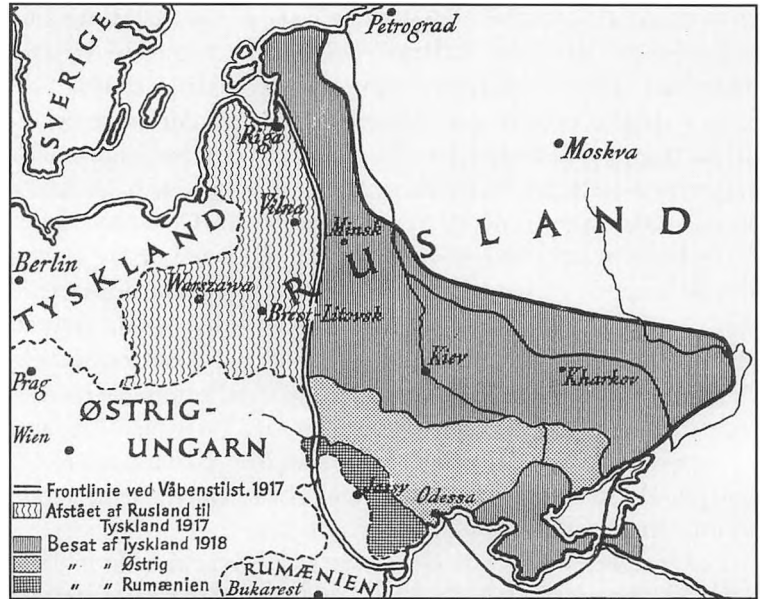 Petrograd
SVERIGE
Riga
Moskva
Vilna
Minsk
RUSLAND
TYSKLAND
Berlin
Warszawa
Brest-Litovsk
Kiev
Kharkov
Prag
ØSTRIG-
UNGARN
Wien
Jassy
Odessa
Frontlinie ved Våbenstilst. 1917
Afstået af Rusland til
Tyskland 1917
Besat af Tyskland 1918
" " Østrig
" " Rumænien
RUMÆNIEN
Bukarest